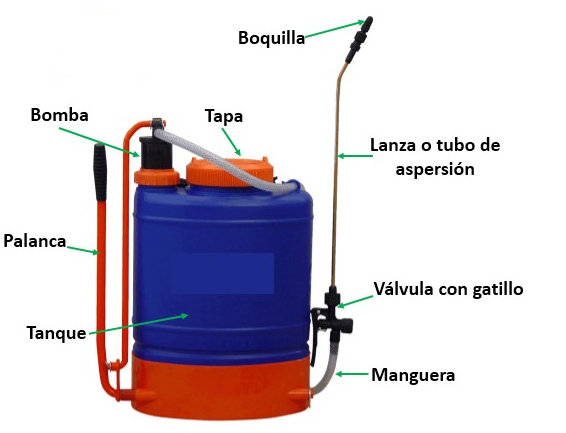 Boquilla
Bomba
Tapa
Lanza o tubo de
aspersión
Palanca
Válvula con gatillo
Tanque
Manguera